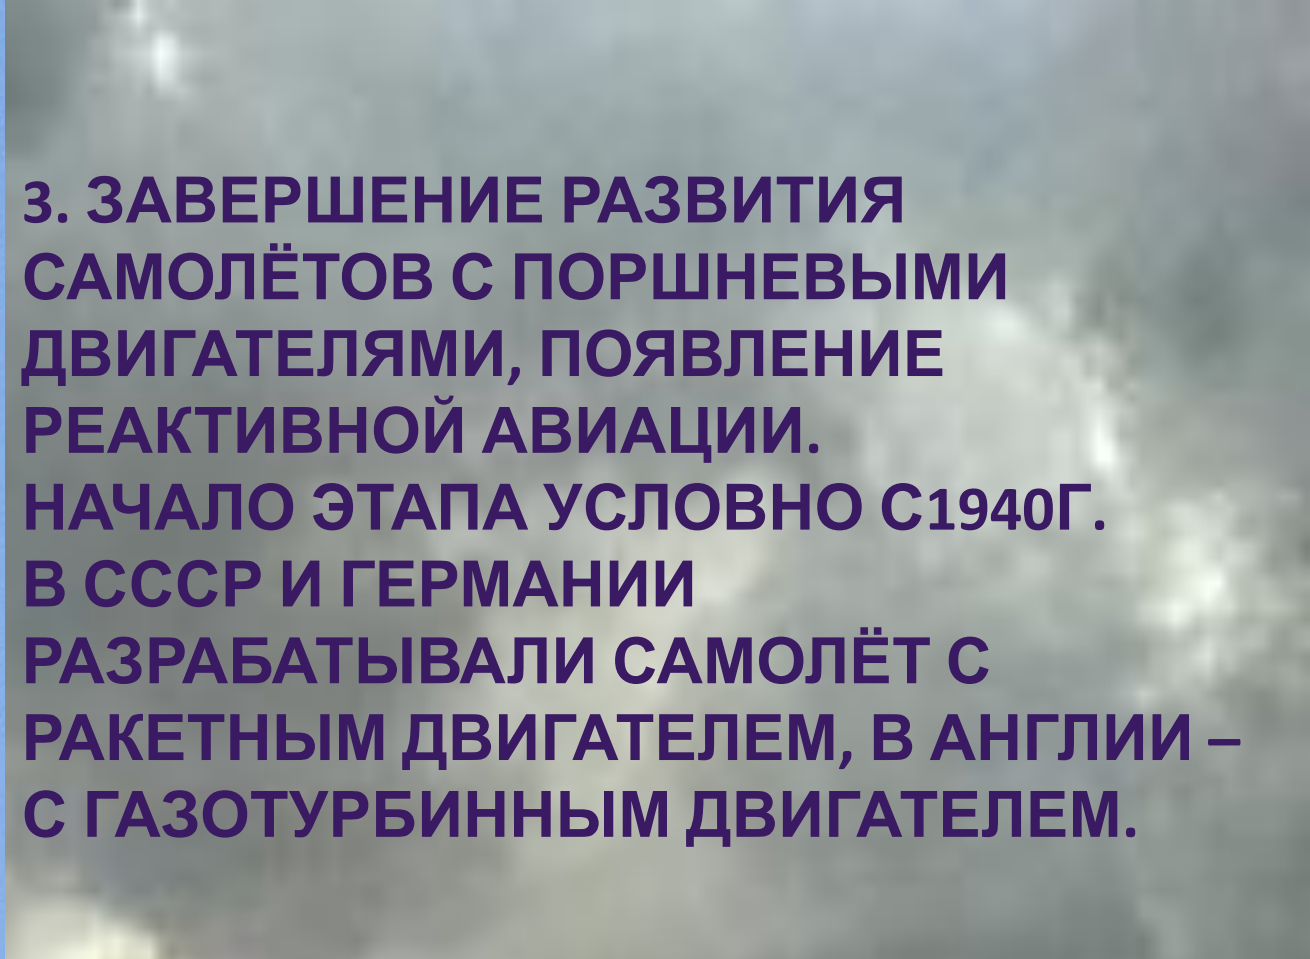 3. ЗАВЕРШЕНИЕ РАЗВИТИЯ
САМОЛЁТОВ С ПОРШНЕВЫМИ
ДВИГАТЕЛЯМИ, ПОЯВЛЕНИЕ
РЕАКТИВНОЙ АВИАЦИИ.
НАЧАЛО ЭТАПА УСЛОВНО С1940Г.
В СССР И ГЕРМАНИИ
РАЗРАБАТЫВАЛИ САМОЛЁТ С
РАКЕТНЫМ ДВИГАТЕЛЕМ, В АНГЛИИ –
С ГАЗОТУРБИННЫМ ДВИГАТЕЛЕМ.